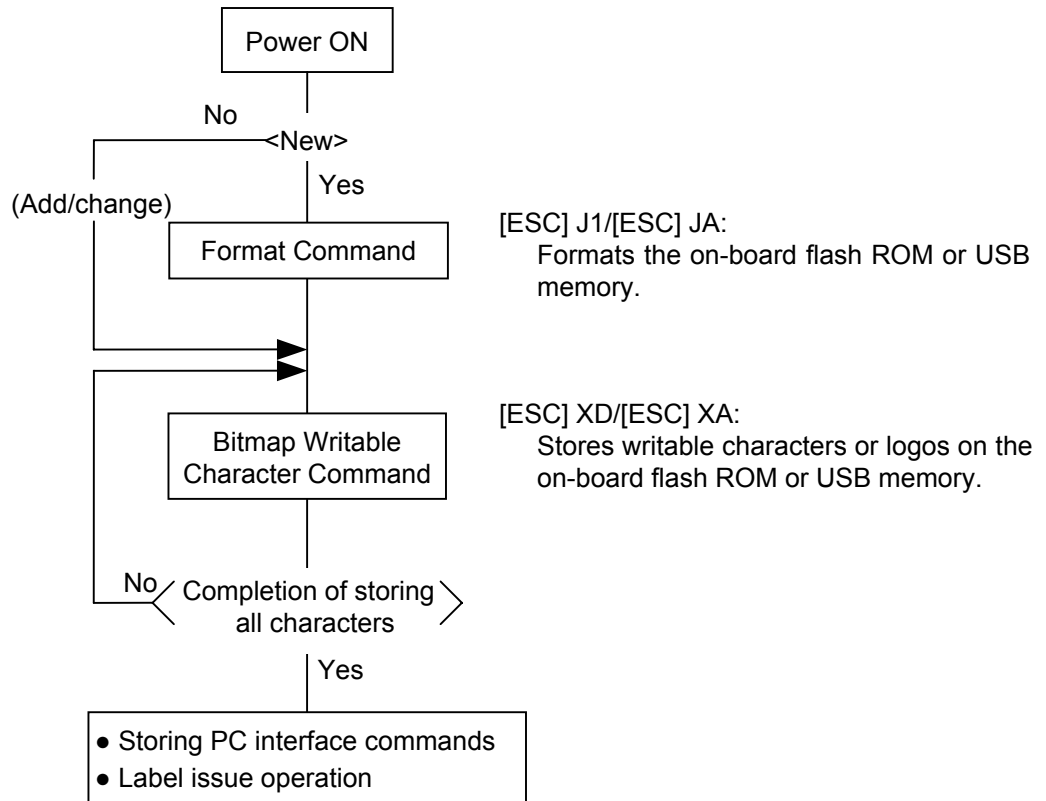 Power ON
No
<New>
Yes
(Add/change)
Format Command
[ESC] J1/[ESC] JA:
Formats the on-board flash ROM or USB
memory.
Bitmap Writable
Character Command
[ESC] XD/[ESC] XA:
Stores writable characters or logos on the
on-board flash ROM or USB memory.
No
Completion of storing
all characters
Yes
● Storing PC interface commands
● Label issue operation